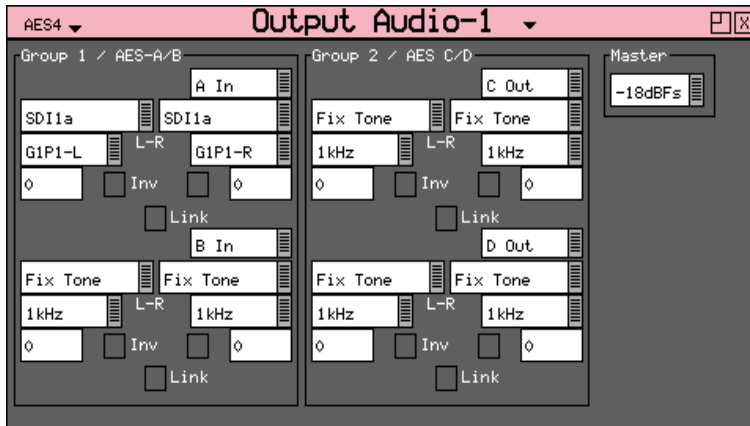 AES4 Output Audio-1
Group 1 / AES-A/B
A In
SDI1a SDI1a
G1P1-L L-R G1P1-R
0 Inv 0
Link
B In
Fix Tone Fix Tone
1kHz L-R 1kHz
0 Inv 0
Link
Group 2 / AES C/D
C Out
Fix Tone Fix Tone
1kHz L-R 1kHz
0 Inv 0
Link
D Out
Fix Tone Fix Tone
1kHz L-R 1kHz
0 Inv 0
Link
Master
-18dBFs